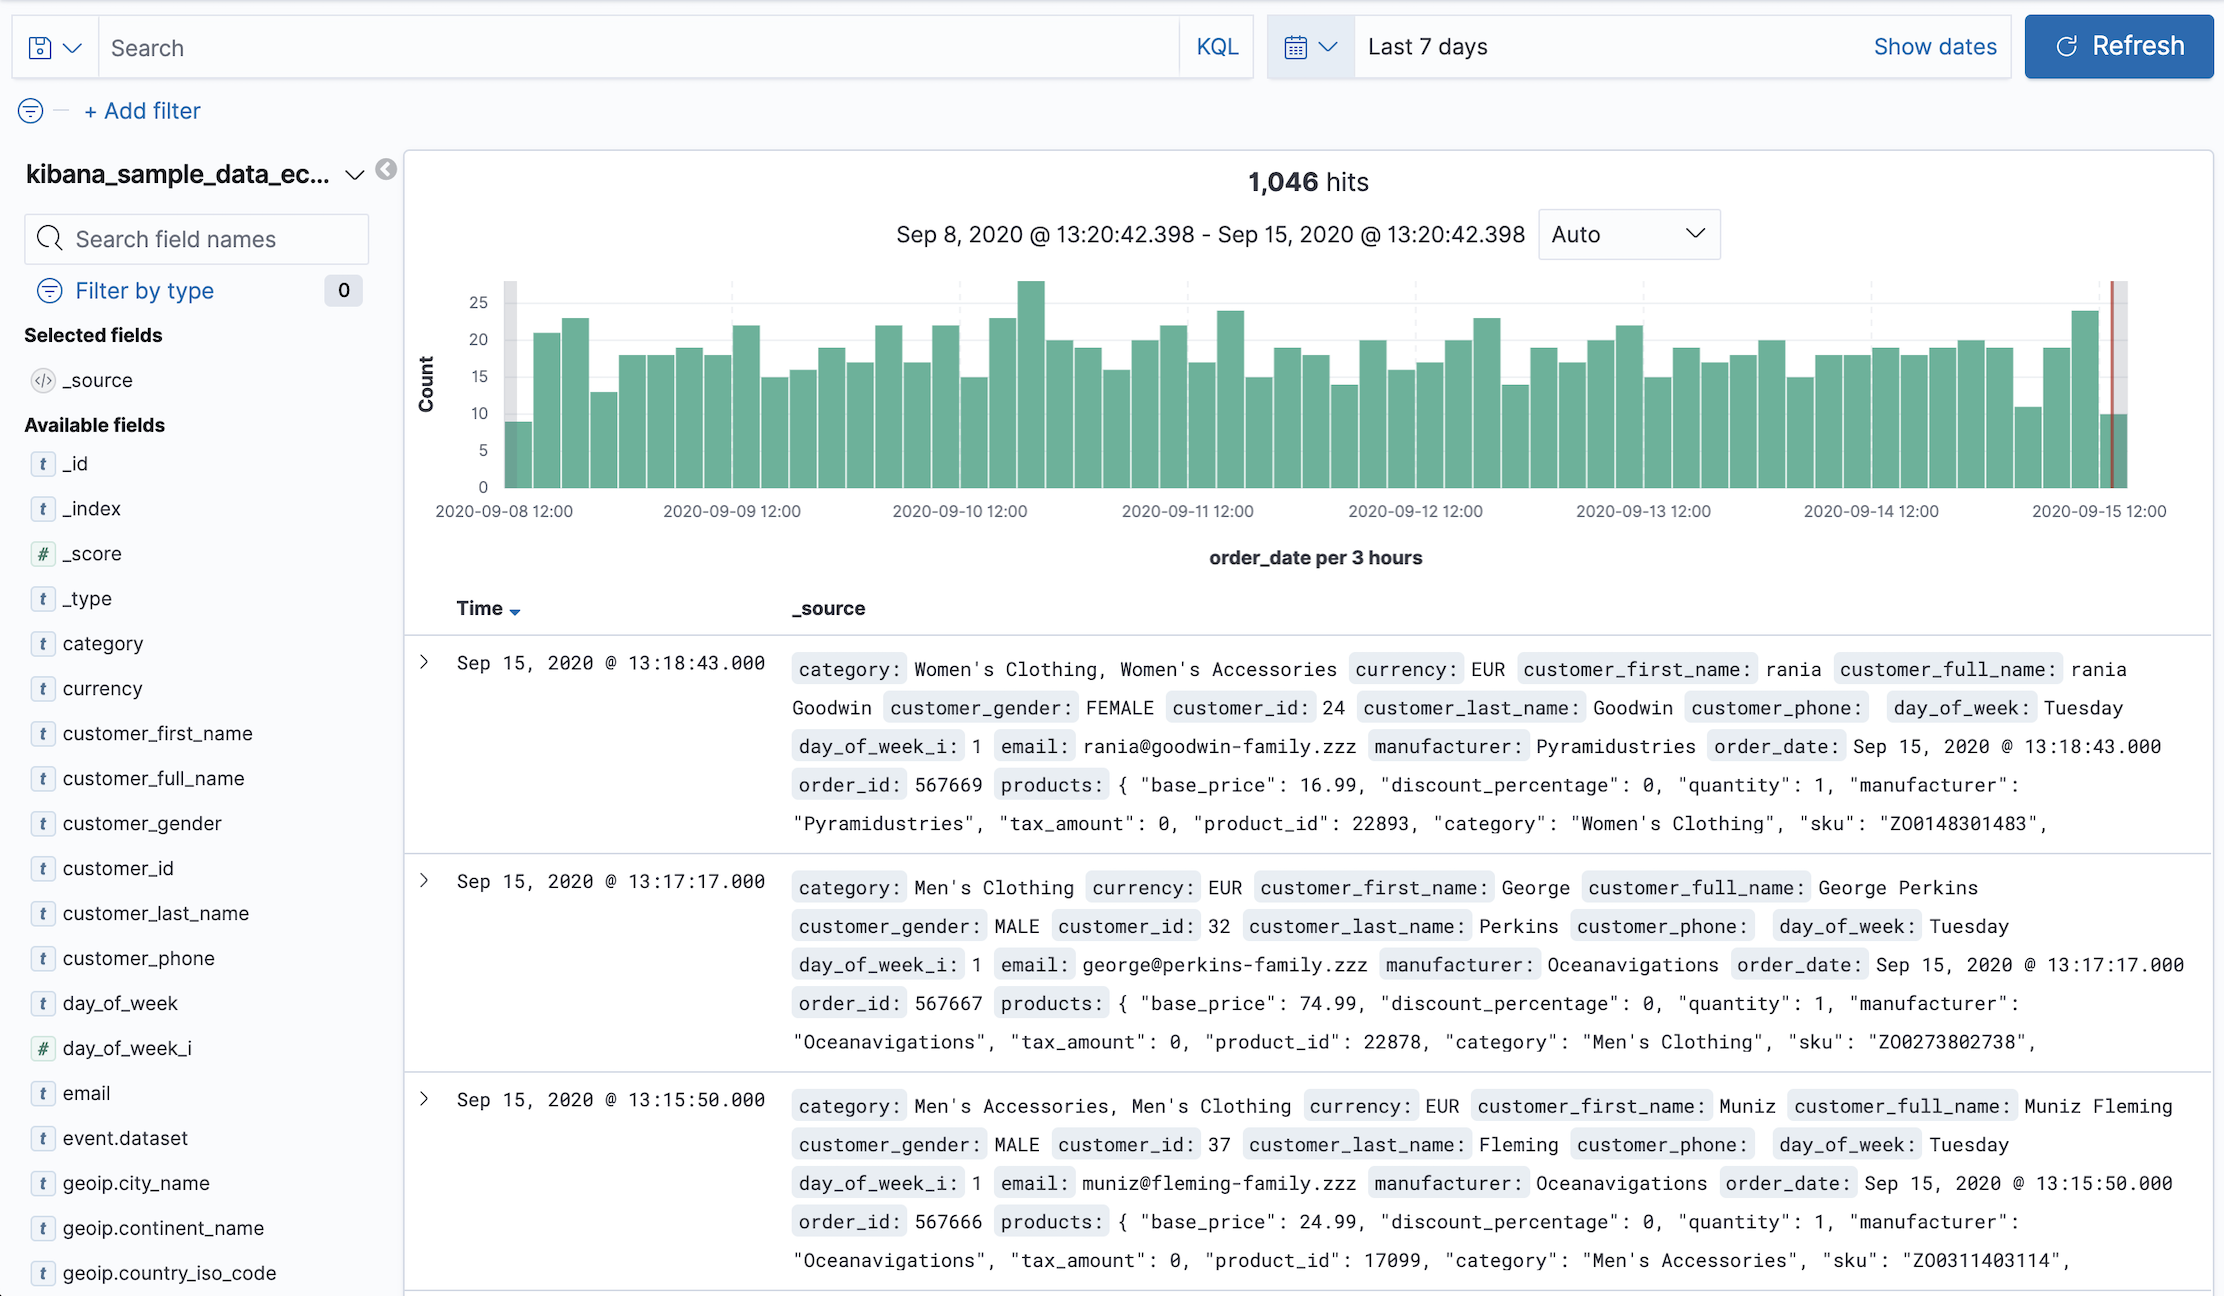 Search
KQL
Last 7 days
Show dates
Refresh
+ Add filter
kibana_sample_data_ec...
Search field names
Filter by type 0
Selected fields
_source
Available fields
t _id
t _index
# _score
t _type
t category
t currency
t customer_first_name
t customer_full_name
t customer_gender
t customer_id
t customer_last_name
t customer_phone
t day_of_week
# day_of_week_i
t email
t event.dataset
t geoip.city_name
t geoip.continent_name
t geoip.country_iso_code
1,046 hits
Sep 8, 2020 @ 13:20:42.398 - Sep 15, 2020 @ 13:20:42.398 Auto
Count
25
20
15
10
5
0
2020-09-08 12:00 2020-09-09 12:00 2020-09-10 12:00 2020-09-11 12:00 2020-09-12 12:00 2020-09-13 12:00 2020-09-14 12:00 2020-09-15 12:00
order_date per 3 hours
Time _source
Sep 15, 2020 @ 13:18:43.000 category: Women's Clothing, Women's Accessories currency: EUR customer_first_name: rania customer_full_name: rania
Goodwin customer_gender: FEMALE customer_id: 24 customer_last_name: Goodwin customer_phone: day_of_week: Tuesday
day_of_week_i: 1 email: rania@goodwin-family.zzz manufacturer: Pyramidustries order_date: Sep 15, 2020 @ 13:18:43.000
order_id: 567669 products: { "base_price": 16.99, "discount_percentage": 0, "quantity": 1, "manufacturer":
"Pyramidustries", "tax_amount": 0, "product_id": 22893, "category": "Women's Clothing", "sku": "ZO0148301483",
Sep 15, 2020 @ 13:17:17.000 category: Men's Clothing currency: EUR customer_first_name: George customer_full_name: George Perkins
customer_gender: MALE customer_id: 32 customer_last_name: Perkins customer_phone: day_of_week: Tuesday
day_of_week_i: 1 email: george@perkins-family.zzz manufacturer: Oceanavigations order_date: Sep 15, 2020 @ 13:17:17.000
order_id: 567667 products: { "base_price": 74.99, "discount_percentage": 0, "quantity": 1, "manufacturer":
"Oceanavigations", "tax_amount": 0, "product_id": 22878, "category": "Men's Clothing", "sku": "ZO0273802738",
Sep 15, 2020 @ 13:15:50.000 category: Men's Accessories, Men's Clothing currency: EUR customer_first_name: Muniz customer_full_name: Muniz Fleming
customer_gender: MALE customer_id: 37 customer_last_name: Fleming customer_phone: day_of_week: Tuesday
day_of_week_i: 1 email: muniz@fleming-family.zzz manufacturer: Oceanavigations order_date: Sep 15, 2020 @ 13:15:50.000
order_id: 567666 products: { "base_price": 24.99, "discount_percentage": 0, "quantity": 1, "manufacturer":
"Oceanavigations", "tax_amount": 0, "product_id": 17099, "category": "Men's Accessories", "sku": "ZO0311403114",